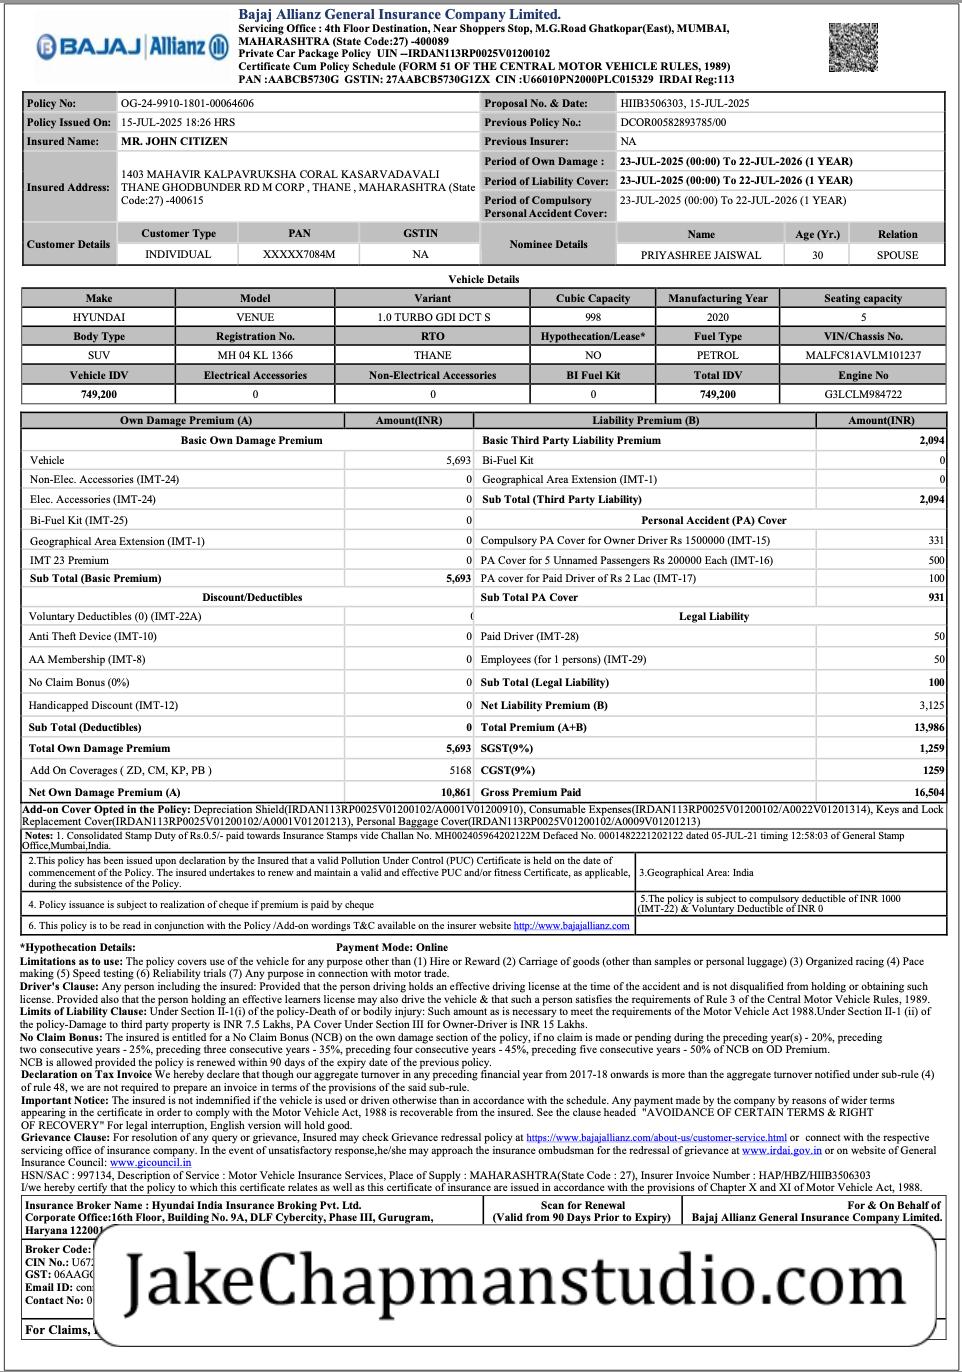 Bajaj Allianz General Insurance Company Limited.
BAJAJ | Allianz
Servicing Office : 4th Floor Destination, Near Shoppers Stop, M.G.Road Ghatkopar(East), MUMBAI,
MAHARASHTRA (State Code:27) -400089
Private Car Package Policy UIN --IRDAN113RP0025V01200102
Certificate Cum Policy Schedule (FORM 51 OF THE CENTRAL MOTOR VEHICLE RULES, 1989)
PAN :AABCB5730G GSTIN: 27AABCB5730G1ZX CIN :U66010PN2000PLC015329 IRDAI Reg:113
Policy No: OG-24-9910-1801-00064606 Proposal No. & Date: HIIB3506303, 15-JUL-2025
Policy Issued On: 15-JUL-2025 18:26 HRS Previous Policy No.: DCOR00582893785/00
Insured Name: MR. JOHN CITIZEN Previous Insurer: NA
Insured Address: 1403 MAHAVIR KALPAVRUKSHA CORAL KASARVADAVALI
THANE GHODBUNDER RD M CORP , THANE , MAHARASHTRA (State
Code:27) -400615
Period of Own Damage : 23-JUL-2025 (00:00) To 22-JUL-2026 (1 YEAR)
Period of Liability Cover: 23-JUL-2025 (00:00) To 22-JUL-2026 (1 YEAR)
Period of Compulsory
Personal Accident Cover: 23-JUL-2025 (00:00) To 22-JUL-2026 (1 YEAR)
Customer Details Customer Type PAN GSTIN Nominee Details Name Age (Yr.) Relation
INDIVIDUAL XXXXX7084M NA PRIYASHREE JAISWAL 30 SPOUSE
Vehicle Details
Make Model Variant Cubic Capacity Manufacturing Year Seating capacity
HYUNDAI VENUE 1.0 TURBO GDI DCT S 998 2020 5
Body Type Registration No. RTO Hypothecation/Lease* Fuel Type VIN/Chassis No.
SUV MH 04 KL 1366 THANE NO PETROL MALFC81AVLM101237
Vehicle IDV Electrical Accessories Non-Electrical Accessories BI Fuel Kit Total IDV Engine No
749,200 0 0 0 749,200 G3LCLM984722
Own Damage Premium (A) Amount(INR) Liability Premium (B) Amount(INR)
Basic Own Damage Premium Basic Third Party Liability Premium 2,094
Vehicle 5,693 Bi-Fuel Kit 0
Non-Elec. Accessories (IMT-24) 0 Geographical Area Extension (IMT-1) 0
Elec. Accessories (IMT-24) 0 Sub Total (Third Party Liability) 2,094
Bi-Fuel Kit (IMT-25) 0 Personal Accident (PA) Cover
Geographical Area Extension (IMT-1) 0 Compulsory PA Cover for Owner Driver Rs 1500000 (IMT-15) 331
IMT 23 Premium 0 PA Cover for 5 Unnamed Passengers Rs 200000 Each (IMT-16) 500
Sub Total (Basic Premium) 5,693 PA cover for Paid Driver of Rs 2 Lac (IMT-17) 100
Discount/Deductibles Sub Total PA Cover 931
Voluntary Deductibles (0) (IMT-22A) Legal Liability
Anti Theft Device (IMT-10) 0 Paid Driver (IMT-28) 50
AA Membership (IMT-8) 0 Employees (for 1 persons) (IMT-29) 50
No Claim Bonus (0%) 0 Sub Total (Legal Liability) 100
Handicapped Discount (IMT-12) 0 Net Liability Premium (B) 3,125
Sub Total (Deductibles) 0 Total Premium (A+B) 13,986
Total Own Damage Premium 5,693 SGST(9%) 1,259
Add On Coverages ( ZD, CM, KP, PB ) 5168 CGST(9%) 1259
Net Own Damage Premium (A) 10,861 Gross Premium Paid 16,504
Add-on Cover Opted in the Policy: Depreciation Shield(IRDAN113RP0025V01200102/A0001V01200910), Consumable Expenses(IRDAN113RP0025V01200102/A0022V01201314), Keys and Lock
Replacement Cover(IRDAN113RP0025V01200102/A0001V01201213), Personal Baggage Cover(IRDAN113RP0025V01200102/A0009V01201213)
Notes: 1. Consolidated Stamp Duty of Rs.0.5/- paid towards Insurance Stamps vide Challan No. MH002405964202122M Defaced No. 0001482221202122 dated 05-JUL-21 timing 12:58:03 of General Stamp
Office,Mumbai,India.
2.This policy has been issued upon declaration by the Insured that a valid Pollution Under Control (PUC) Certificate is held on the date of
commencement of the Policy. The insured undertakes to renew and maintain a valid and effective PUC and/or fitness Certificate, as applicable,
during the subsistence of the Policy.
3.Geographical Area: India
4. Policy issuance is subject to realization of cheque if premium is paid by cheque
5.The policy is subject to compulsory deductible of INR 1000
(IMT-22) & Voluntary Deductible of INR 0
6. This policy is to be read in conjunction with the Policy /Add-on wordings T&C available on the insurer website http://www.bajajallianz.com
*Hypothecation Details: Payment Mode: Online
Limitations as to use: The policy covers use of the vehicle for any purpose other than (1) Hire or Reward (2) Carriage of goods (other than samples or personal luggage) (3) Organized racing (4) Pace
making (5) Speed testing (6) Reliability trials (7) Any purpose in connection with motor trade.
Driver's Clause: Any person including the insured: Provided that the person driving holds an effective driving license at the time of the accident and is not disqualified from holding or obtaining such
license. Provided also that the person holding an effective learners license may also drive the vehicle & that such a person satisfies the requirements of Rule 3 of the Central Motor Vehicle Rules, 1989.
Limits of Liability Clause: Under Section II-1(i) of the policy-Death of or bodily injury: Such amount as is necessary to meet the requirements of the Motor Vehicle Act 1988.Under Section II-1 (ii) of
the policy-Damage to third party property is INR 7.5 Lakhs, PA Cover Under Section III for Owner-Driver is INR 15 Lakhs.
No Claim Bonus: The insured is entitled for a No Claim Bonus (NCB) on the own damage section of the policy, if no claim is made or pending during the preceding year(s) - 20%, preceding
two consecutive years - 25%, preceding three consecutive years - 35%, preceding four consecutive years - 45%, preceding five consecutive years - 50% of NCB on OD Premium.
NCB is allowed provided the policy is renewed within 90 days of the expiry date of the previous policy.
Declaration on Tax Invoice We hereby declare that though our aggregate turnover in any preceding financial year from 2017-18 onwards is more than the aggregate turnover notified under sub-rule (4)
of rule 48, we are not required to prepare an invoice in terms of the provisions of the said sub-rule.
Important Notice: The insured is not indemnified if the vehicle is used or driven otherwise than in accordance with the schedule. Any payment made by the company by reasons of wider terms
appearing in the certificate in order to comply with the Motor Vehicle Act, 1988 is recoverable from the insured. See the clause headed "AVOIDANCE OF CERTAIN TERMS & RIGHT
OF RECOVERY" For legal interruption, English version will hold good.
Grievance Clause: For resolution of any query or grievance, Insured may check Grievance redressal policy at https://www.bajajallianz.com/about-us/customer-service.html or connect with the respective
servicing office of insurance company. In the event of unsatisfactory response,he/she may approach the insurance ombudsman for the redressal of grievance at www.irdai.gov.in or on website of General
Insurance Council: www.gicouncil.in
HSN/SAC : 997134, Description of Service : Motor Vehicle Insurance Services, Place of Supply : MAHARASHTRA(State Code : 27), Insurer Invoice Number : HAP/HBZ/HIIB3506303
I/we hereby certify that the policy to which this certificate relates as well as this certificate of insurance are issued in accordance with the provisions of Chapter X and XI of Motor Vehicle Act, 1988.
Insurance Broker Name : Hyundai India Insurance Broking Pvt. Ltd.
Corporate Office:16th Floor, Building No. 9A, DLF Cybercity, Phase III, Gurugram,
Haryana 12200
Scan for Renewal
(Valid from 90 Days Prior to Expiry)
For & On Behalf of
Bajaj Allianz General Insurance Company Limited.
Broker Code:
CIN No.: U67
GST: 06AAG
Email ID: con
Contact No: 0
For Claims,
JakeChapmanstudio.com